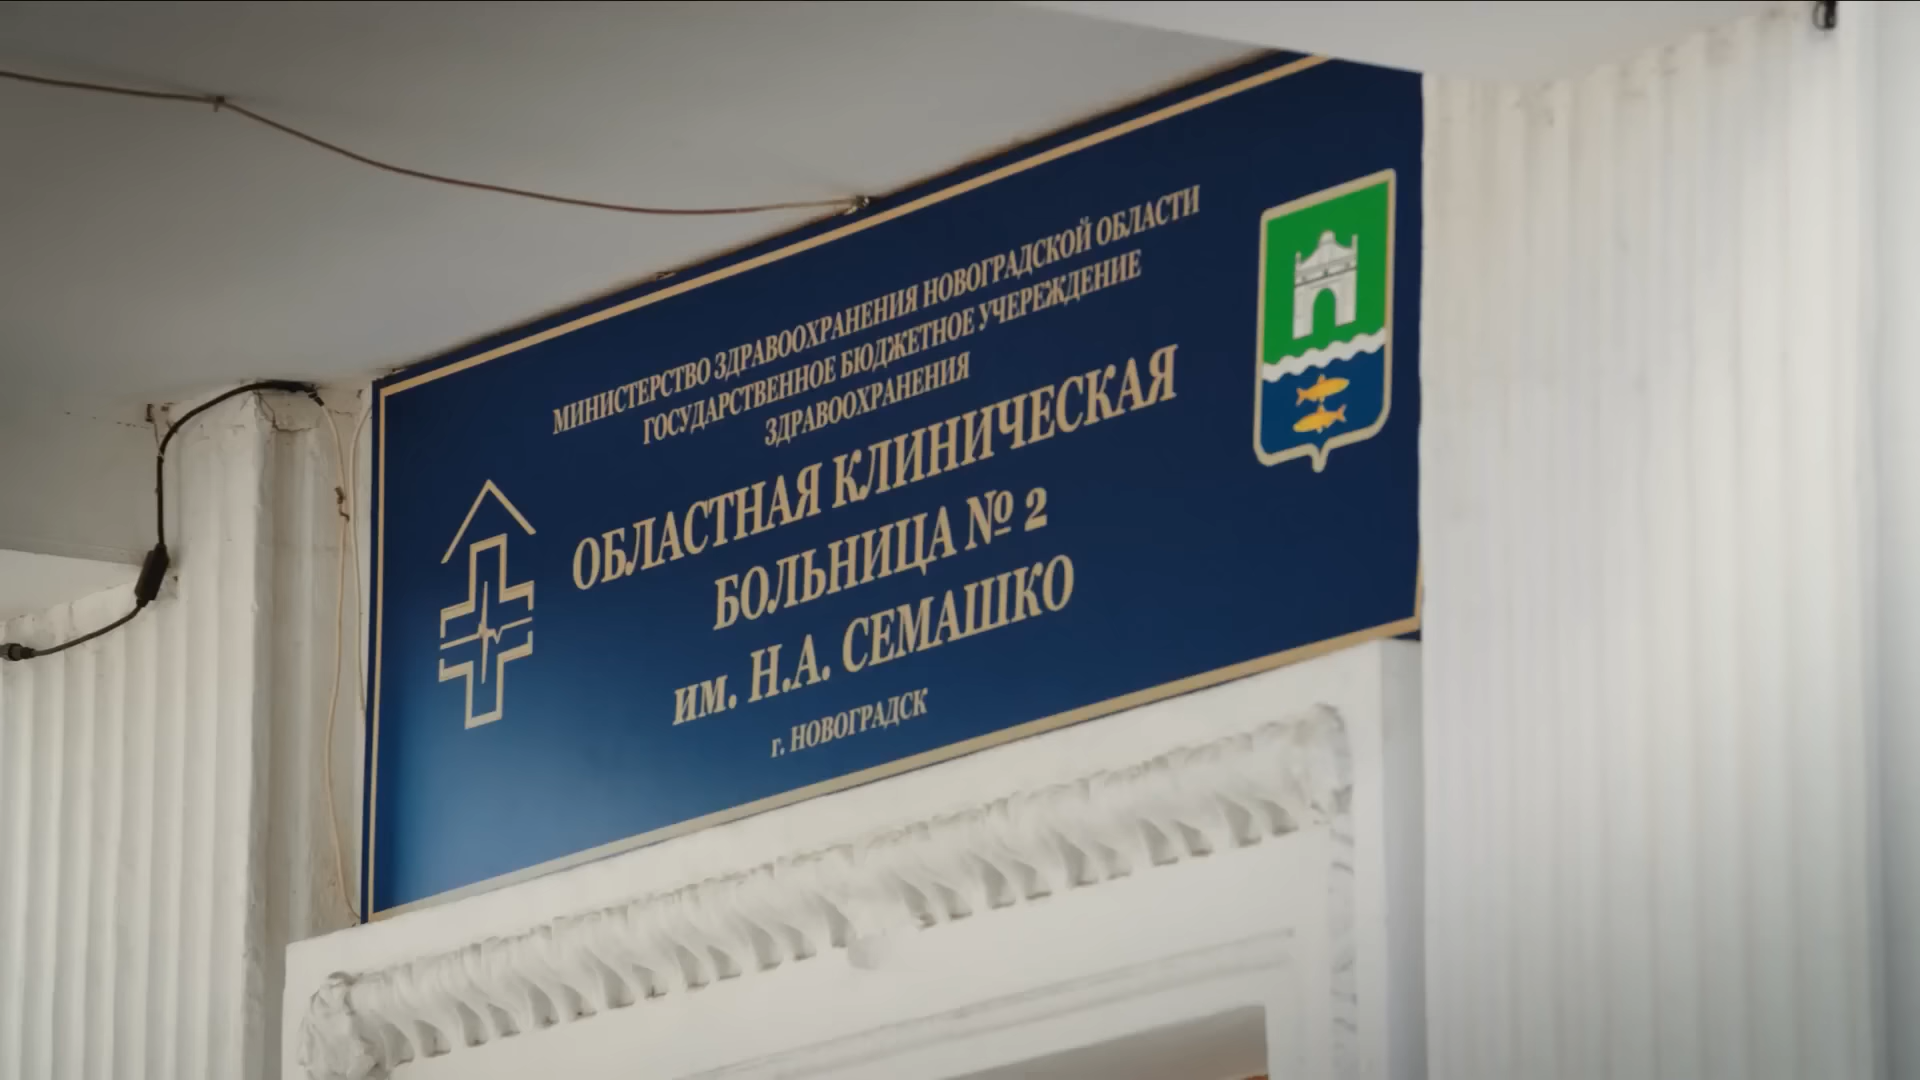 МИНИСТЕРСТВО ЗДРАВООХРАНЕНИЯ НОВОГРАДСКОЙ ОБЛАСТИ
ГОСУДАРСТВЕННОЕ БЮДЖЕТНОЕ УЧЕРЕЖДЕНИЕ
ЗДРАВООХРАНЕНИЯ
ОБЛАСТНАЯ КЛИНИЧЕСКАЯ
БОЛЬНИЦА № 2
им. Н.А. СЕМАШКО
г. НОВОГРАДСК